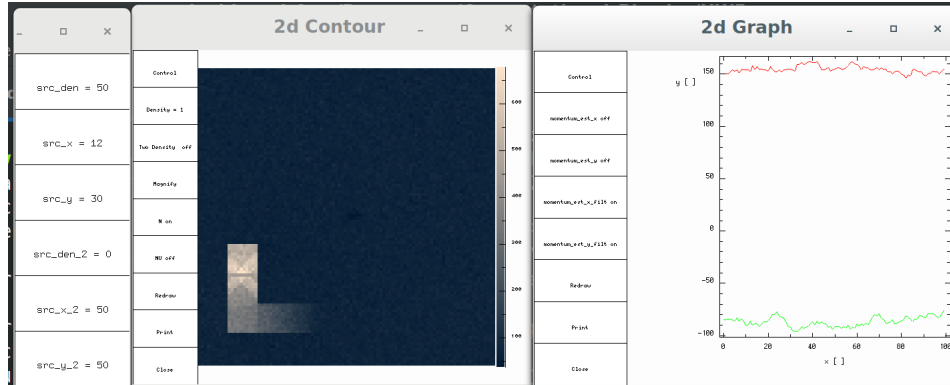 src_den = 50
src_x = 12
src_y = 30
src_den_2 = 0
src_x_2 = 50
src_y_2 = 50
2d Contour
Control
Density = 1
Two Density off
Magnify
N on
NU off
Redraw
Print
Close
600
500
400
300
200
100
2d Graph
Control
momentum_est_x off
momentum_est_y off
momentum_est_x_filt on
momentum_est_y_filt on
Redraw
Print
Close
y [ ]
150
100
50
0
-50
-100
0 20 40 60 80 100
x [ ]